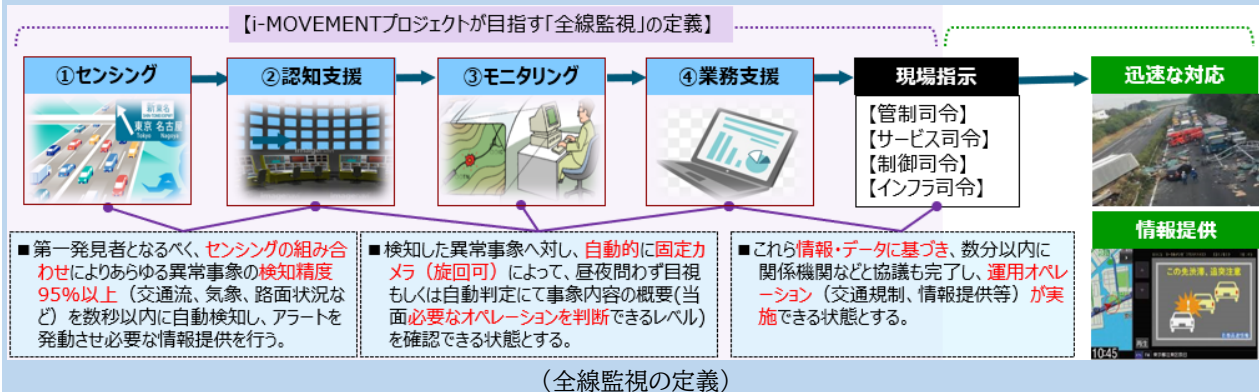 【i-MOVEMENTプロジェクトが目指す「全線監視」の定義】
①センシング
②認知支援
③モニタリング
④業務支援
現場指示
迅速な対応
新東名
東京 名古屋
Tokyo Nagoya
【管制司令】
【サービス司令】
【制御司令】
【インフラ司令】
情報提供
■第一発見者となるべく、センシングの組み合
わせによりあらゆる異常事象の検知精度
95%以上（交通流、気象、路面状況な
ど）を数秒以内に自動検知し、アラートを
発動させ必要な情報提供を行う。
■検知した異常事象へ対し、自動的に固定カ
メラ（旋回可）によって、昼夜問わず目視
もしくは自動判定にて事象内容の概要(当
面必要なオペレーションを判断できるレベル)
を確認できる状態とする。
■これら情報・データに基づき、数分以内に
関係機関などと協議も完了し、運用オペレ
ーション（交通規制、情報提供等）が実
施できる状態とする。
この先渋滞、追突注意
再生
10:45
（全線監視の定義）